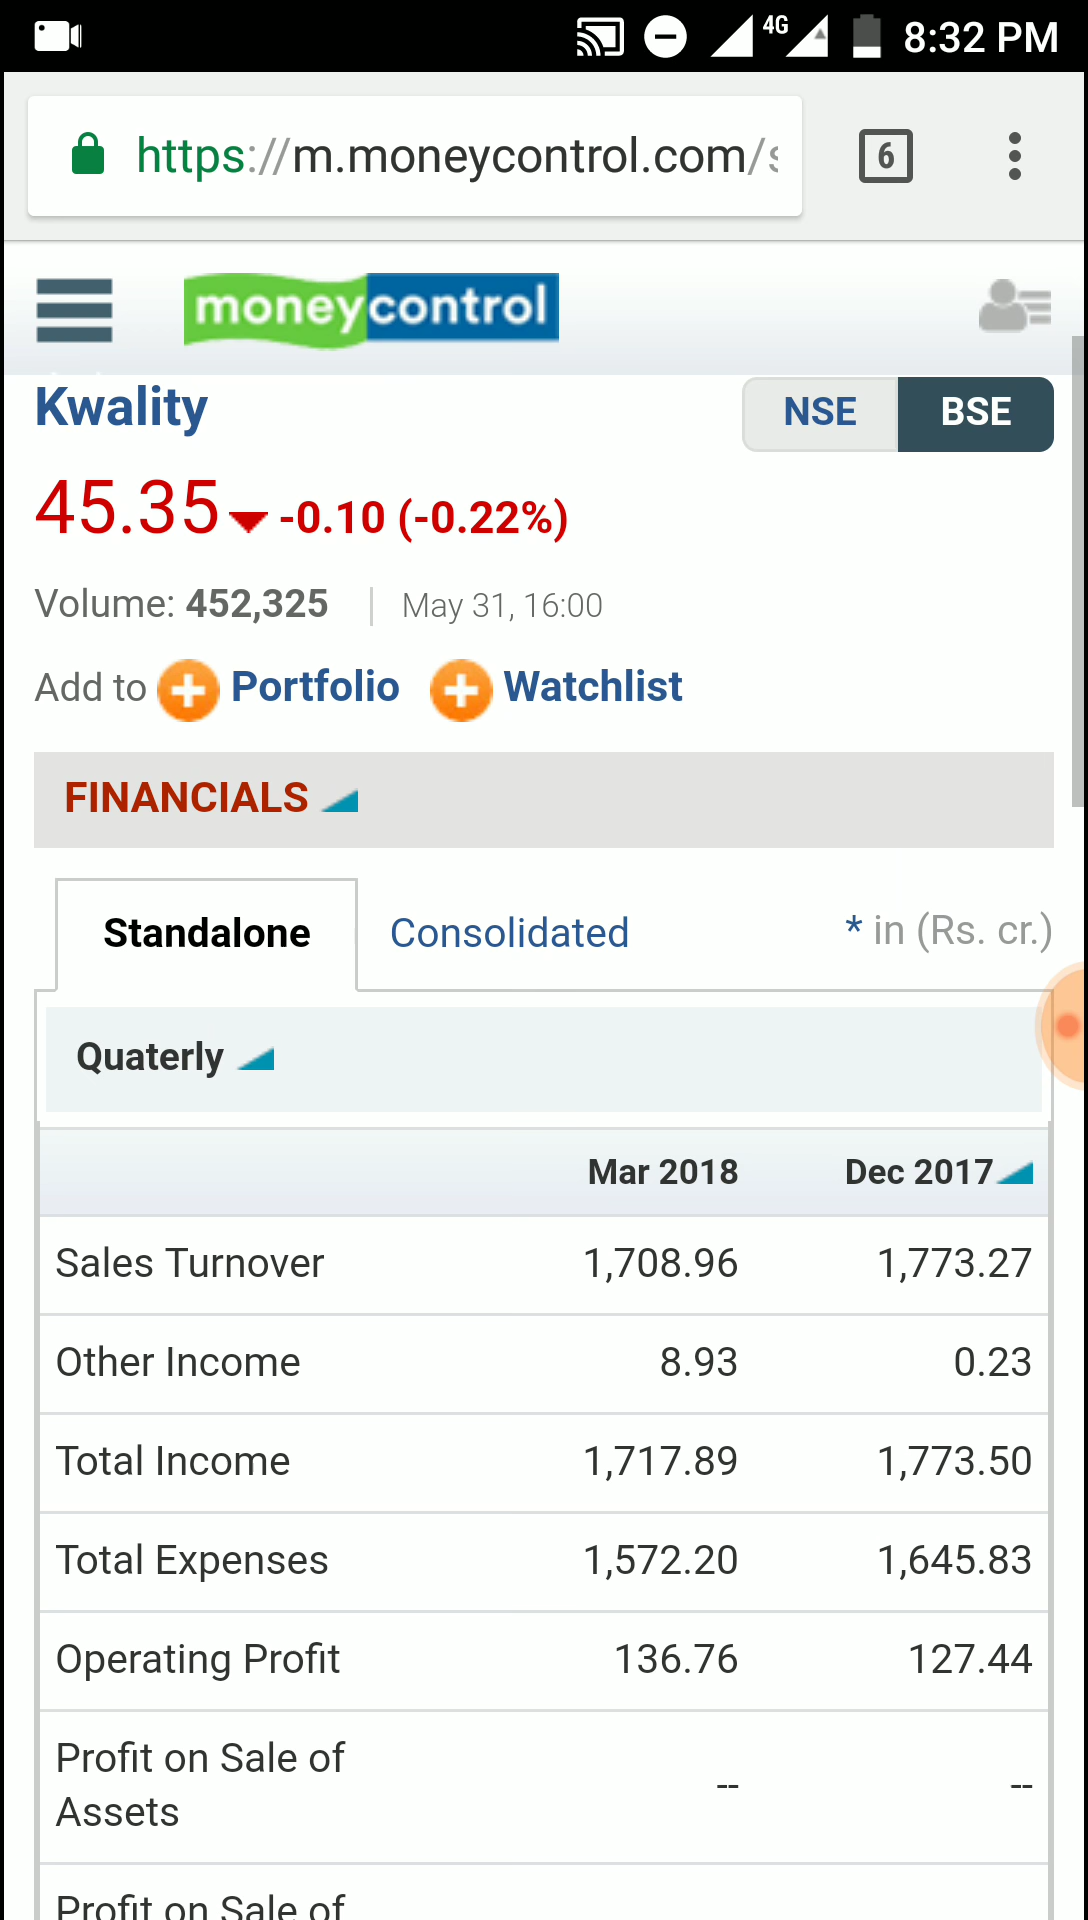 4G 8:32 PM
https://m.moneycontrol.com/s
6
moneycontrol
Kwality NSE BSE
45.35 -0.10 (-0.22%)
Volume: 452,325 | May 31, 16:00
Add to Portfolio Watchlist
FINANCIALS
Standalone Consolidated * in (Rs. cr.)
Quaterly
Mar 2018 Dec 2017
Sales Turnover 1,708.96 1,773.27
Other Income 8.93 0.23
Total Income 1,717.89 1,773.50
Total Expenses 1,572.20 1,645.83
Operating Profit 136.76 127.44
Profit on Sale of
Assets -- --
Profit on Sale of